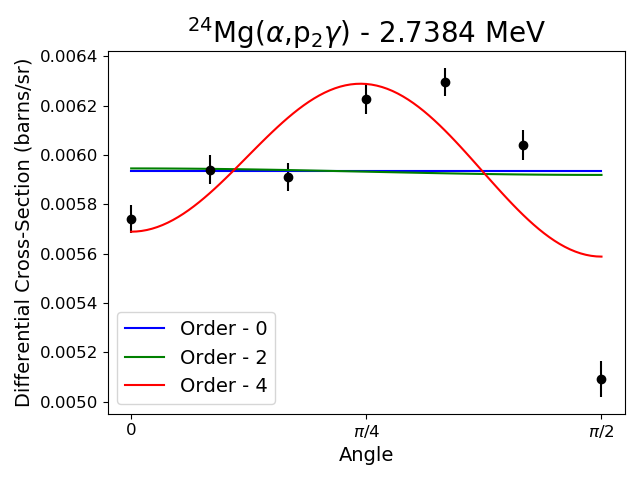 ²⁴Mg(α,p₂γ) - 2.7384 MeV
Differential Cross-Section (barns/sr)
0.0064
0.0062
0.0060
0.0058
0.0056
0.0054
0.0052
0.0050
Order - 0
Order - 2
Order - 4
0
π/4
π/2
Angle